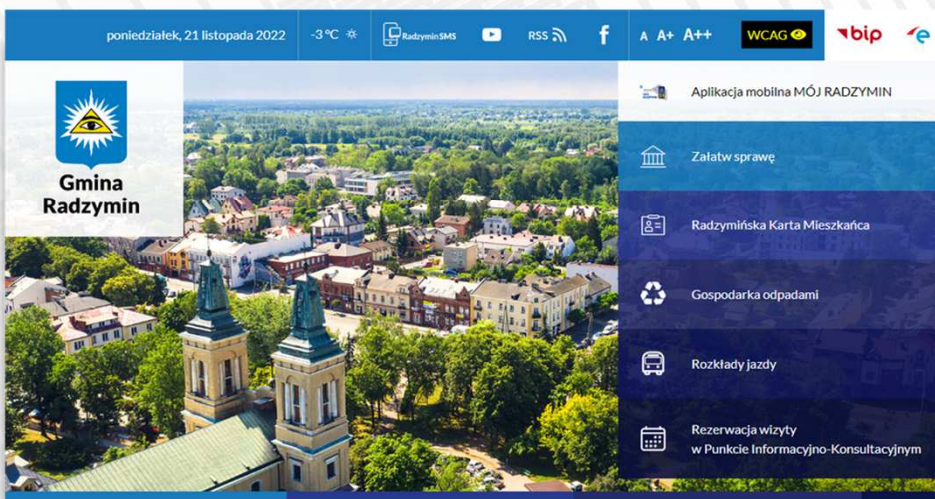 poniedziałek, 21 listopada 2022
-3 °C
RadzyminSMS
RSS
f
A A+ A++
WCAG
bip
e
Gmina
Radzymin
Aplikacja mobilna MÓJ RADZYMIN
Załatw sprawę
Radzymińska Karta Mieszkańca
Gospodarka odpadami
Rozkłady jazdy
Rezerwacja wizyty
w Punkcie Informacyjno-Konsultacyjnym